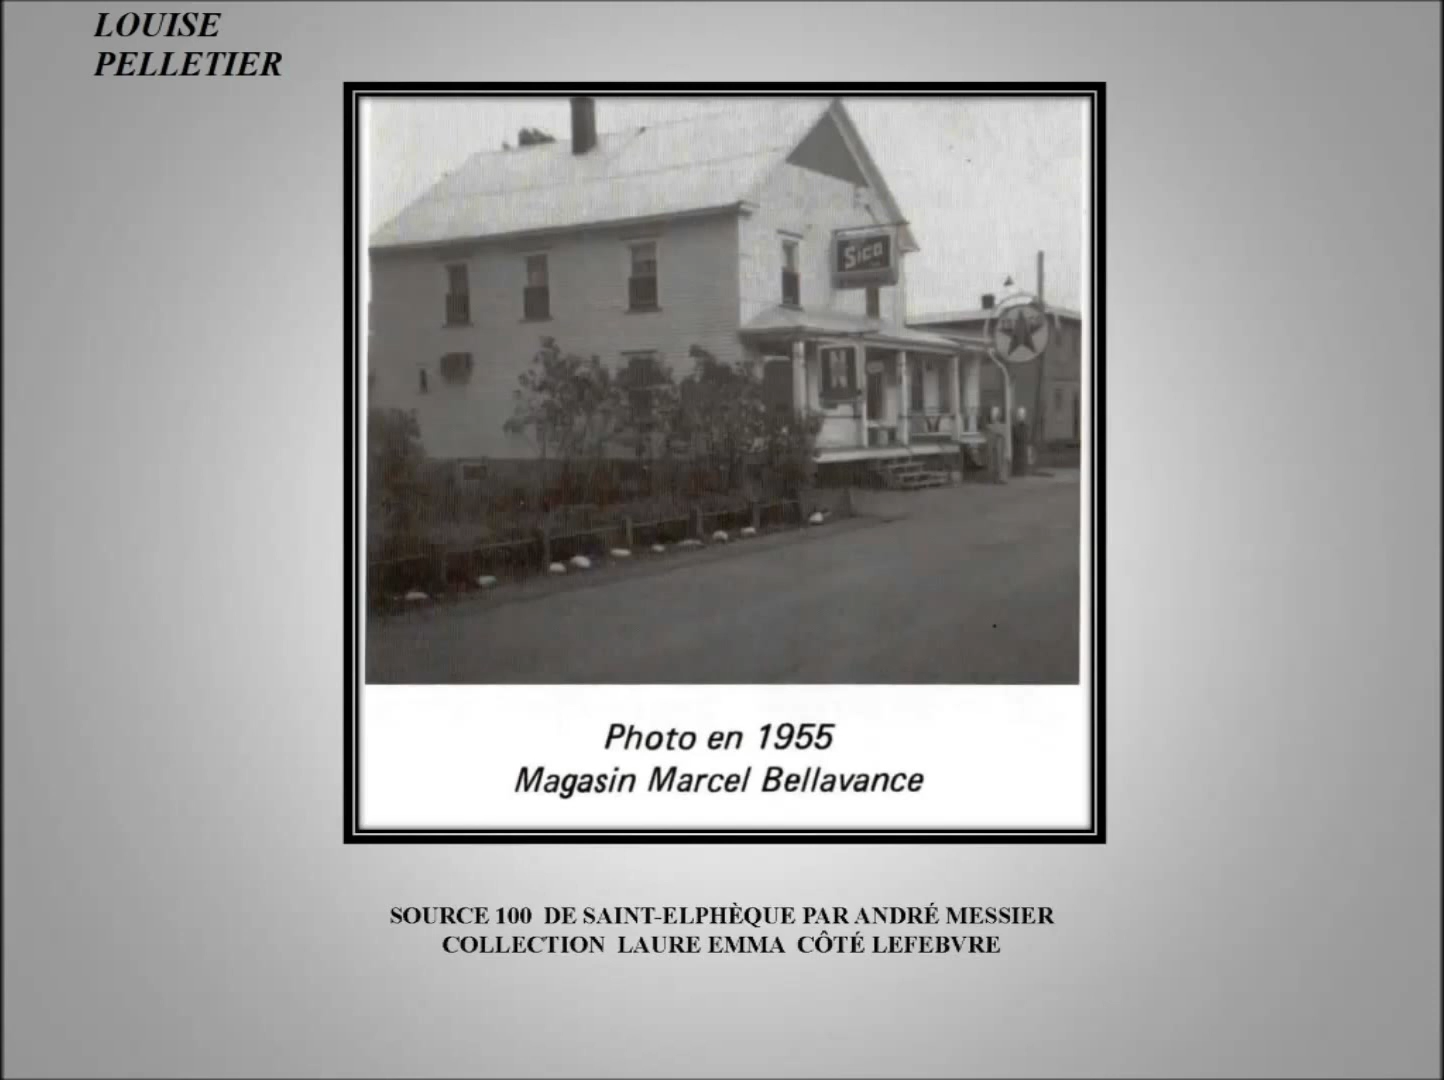 LOUISE
PELLETIER
Sico
N
Photo en 1955
Magasin Marcel Bellavance
SOURCE 100 DE SAINT-ELPHÈQUE PAR ANDRÉ MESSIER
COLLECTION LAURE EMMA CÔTÉ LEFEBVRE